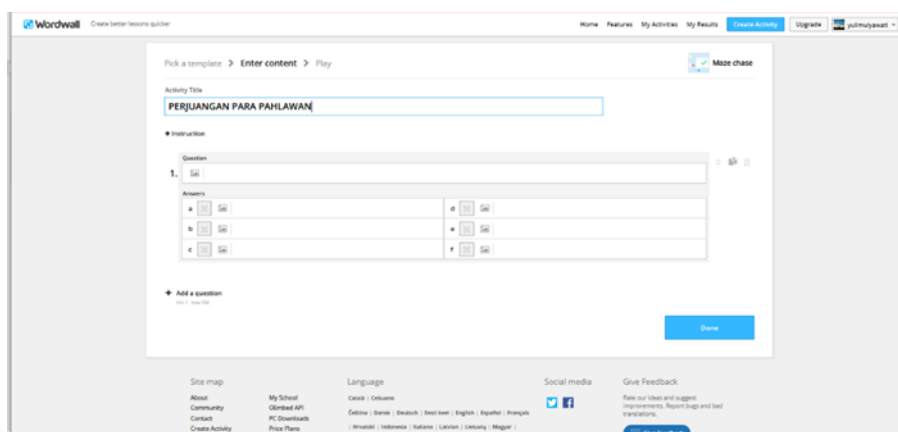 Wordwall Create better lessons quicker Home Features My Activities My Results Create Activity Upgrade yulimulyawati
Pick a template > Enter content > Play Maze chase
Activity Title
PERJUANGAN PARA PAHLAWAN
+ Instruction
Question
1.
Answers
a d
b e
c f
+ Add a question
Done
Site map Language Social media Give Feedback
About My School Català | Cebuano Rate our ideas and suggest
Community Olimbed API improvements. Report bugs and bad
Contact PC Downloads Čeština | Dansk | Deutsch | Eesti keel | English | Español | Français translations.
Create Activity Price Plans | Hrvatski | Indonesia | Italiano | Latvian | Lietuvių | Magyar |